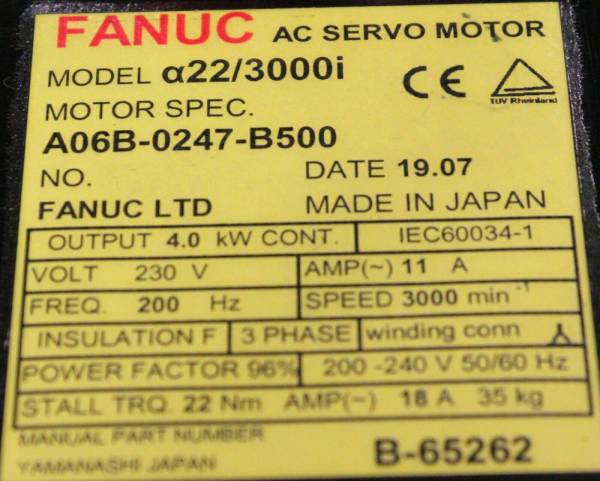 FANUC AC SERVO MOTOR
MODEL α22/3000i
CE
TUV Rheinland
MOTOR SPEC.
A06B-0247-B500
NO. DATE 19.07
FANUC LTD MADE IN JAPAN
OUTPUT 4.0 kW CONT. IEC60034-1
VOLT 230 V AMP(~) 11 A
FREQ. 200 Hz SPEED 3000 min⁻¹
INSULATION F 3 PHASE winding conn
POWER FACTOR 96% 200 -240 V 50/60 Hz
STALL TRQ. 22 Nm AMP(~) 18 A 35 kg
MANUAL PART NUMBER B-65262
YAMANASHI JAPAN